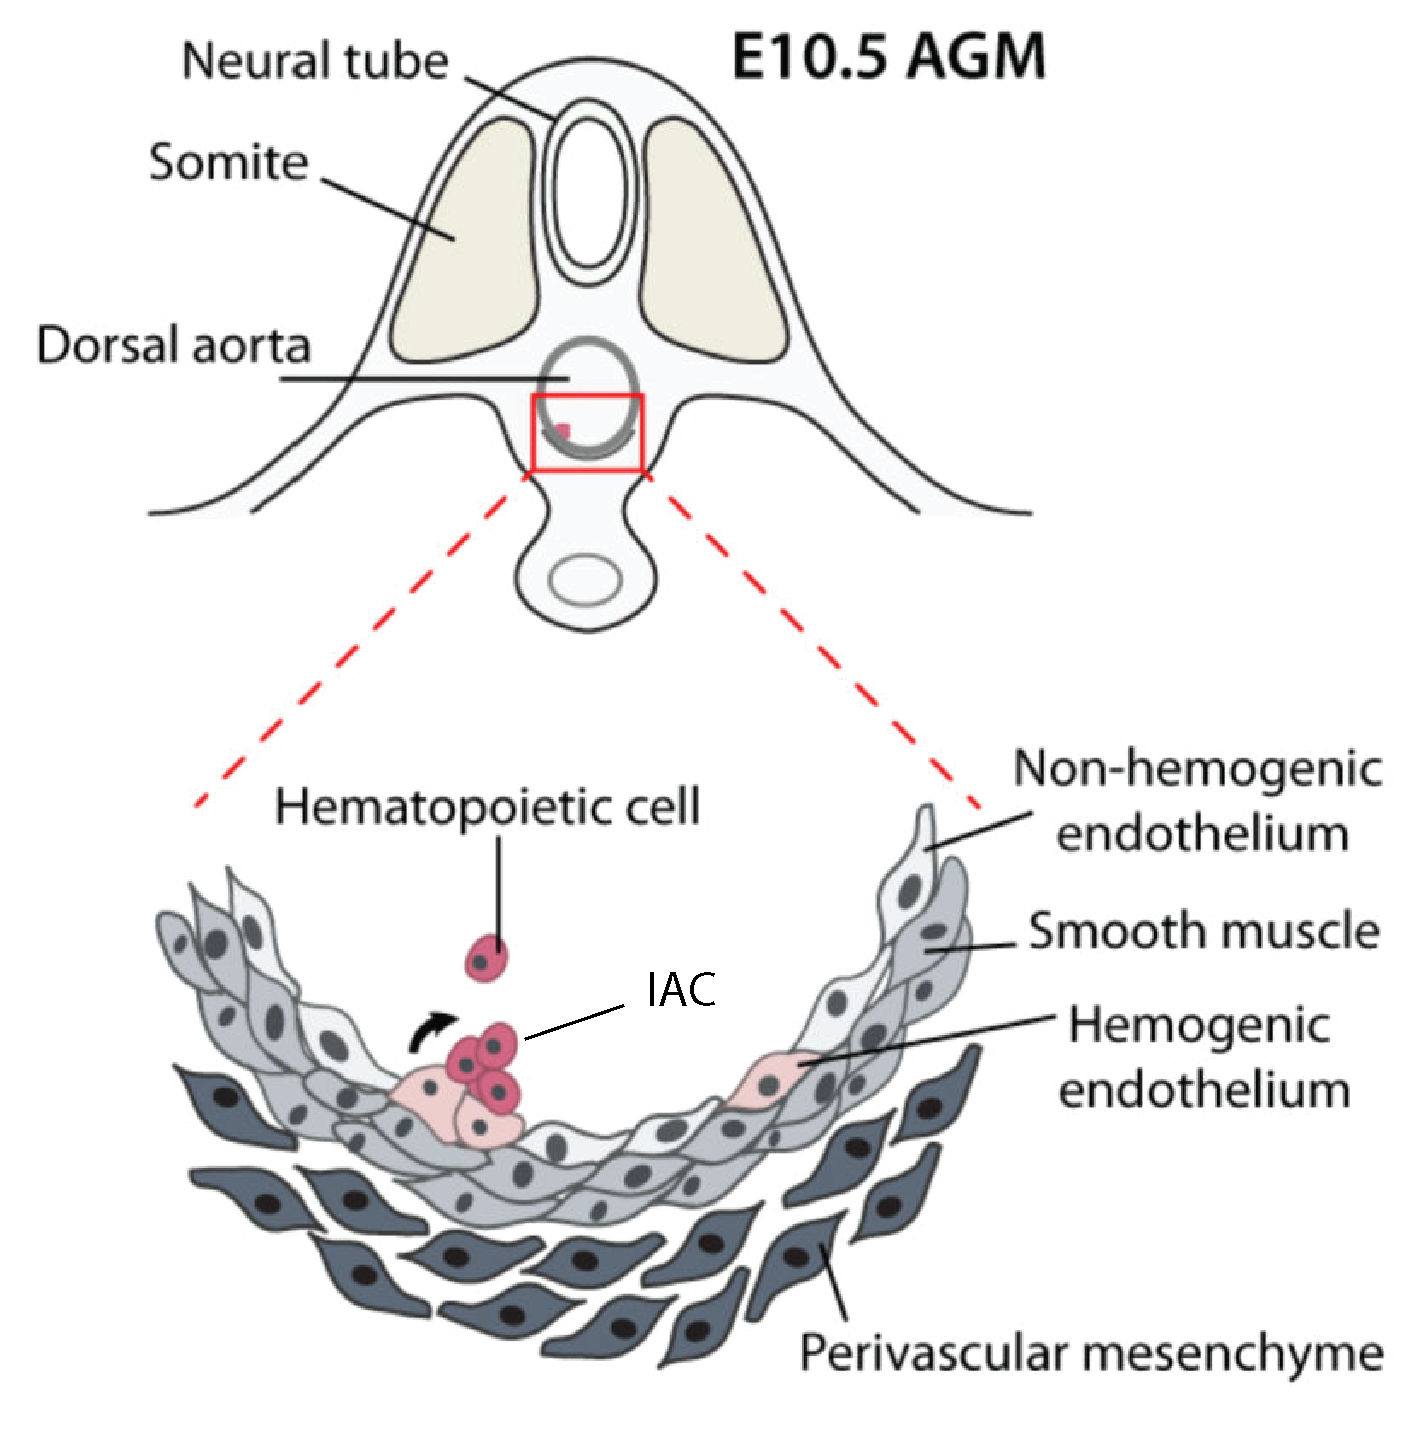 E10.5 AGM
Neural tube
Somite
Dorsal aorta
Hematopoietic cell
Non-hemogenic
endothelium
Smooth muscle
IAC
Hemogenic
endothelium
Perivascular mesenchyme